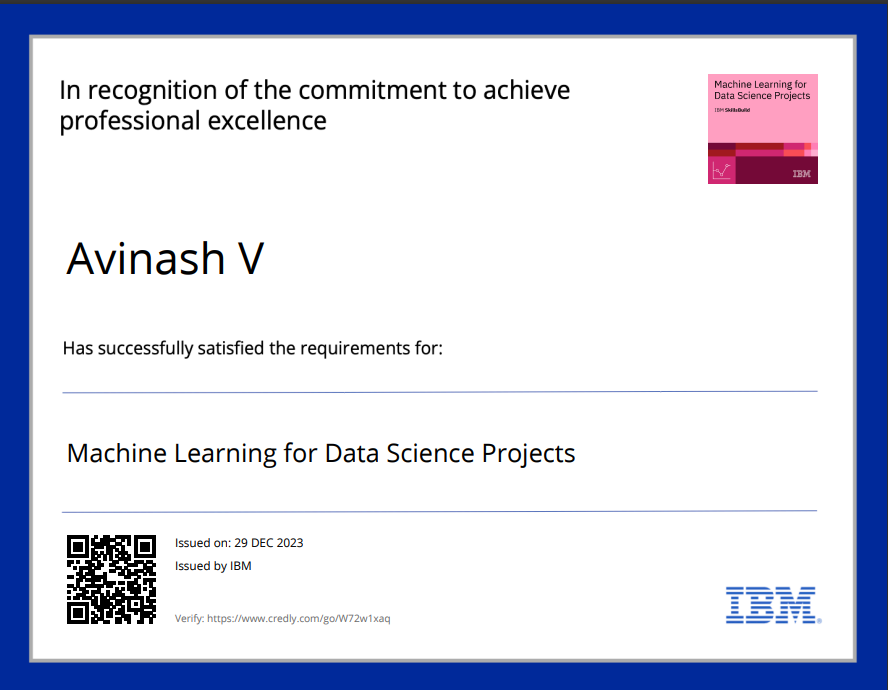 In recognition of the commitment to achieve
professional excellence
Machine Learning for
Data Science Projects
IBM SkillsBuild
IBM
Avinash V
Has successfully satisfied the requirements for:
Machine Learning for Data Science Projects
Issued on: 29 DEC 2023
Issued by IBM
Verify: https://www.credly.com/go/W72w1xaq
IBM®